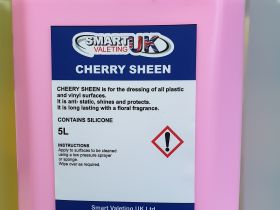 SMART UK
VALETING
CHERRY SHEEN
CHEERY SHEEN is for the dressing of all plastic
and vinyl surfaces.
It is ant- static, shines and protects.
It is long lasting with a floral fragrance.
CONTAINS SILICONE
5L
INSTRUCTIONS
Apply to surfaces to be cleaned
using a low pressure sprayer
or sponge.
Wipe over as required.
Smart Valeting UK Ltd